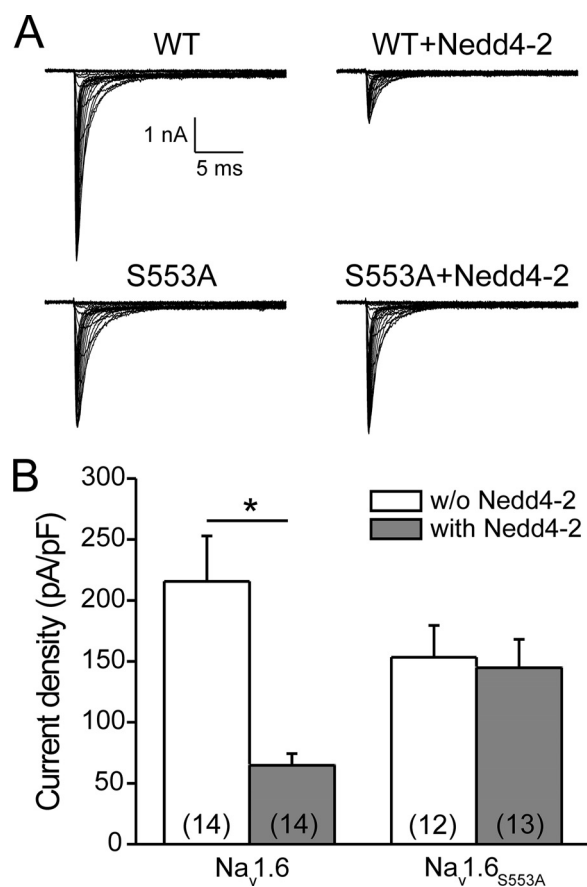 A
WT
WT+Nedd4-2
1 nA
5 ms
S553A
S553A+Nedd4-2
B
Current density (pA/pF)
300
250
200
150
100
50
0
*
w/o Nedd4-2
with Nedd4-2
(14)
(14)
(12)
(13)
Nav1.6
Nav1.6S553A